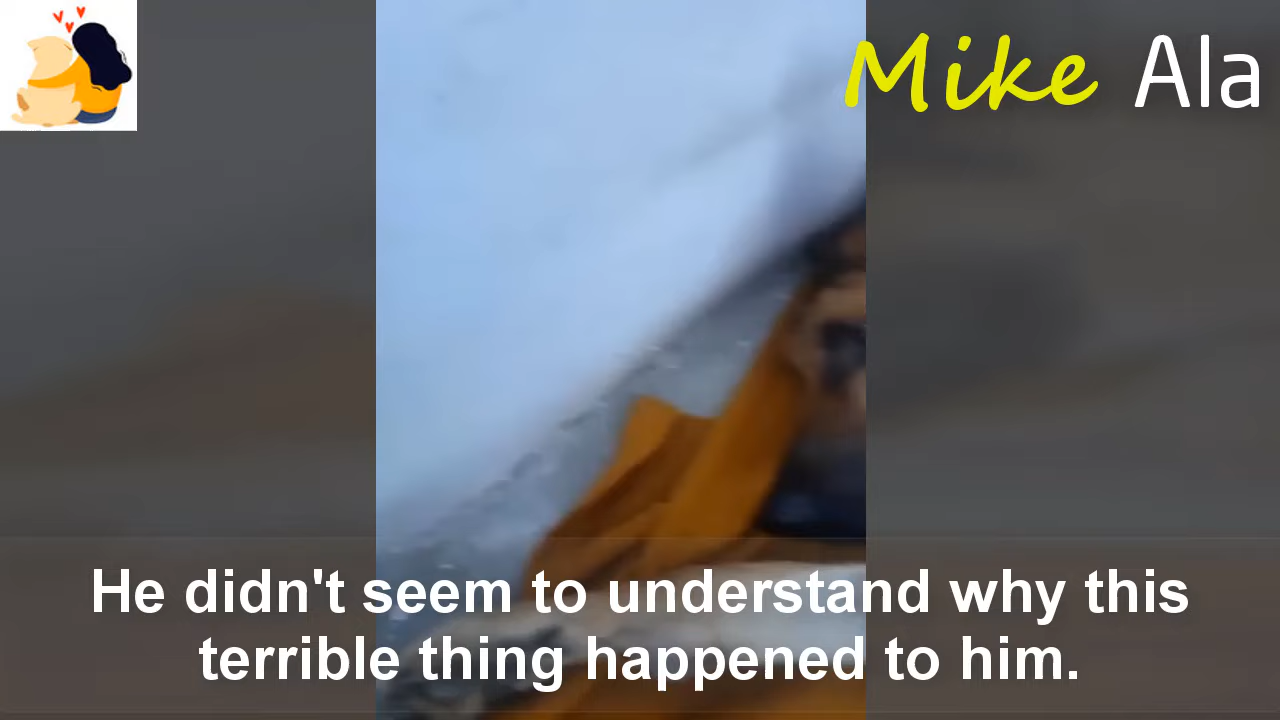 Mike Ala
He didn't seem to understand why this
terrible thing happened to him.